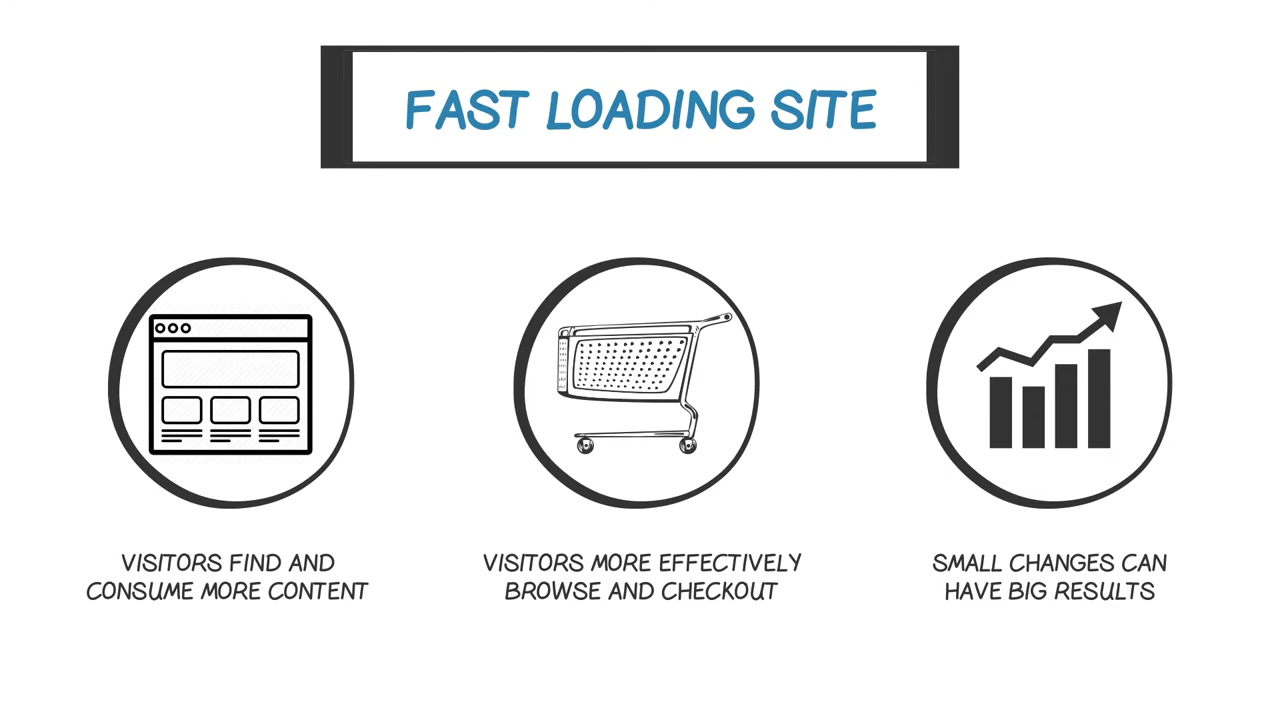 FAST LOADING SITE
VISITORS FIND AND
CONSUME MORE CONTENT
VISITORS MORE EFFECTIVELY
BROWSE AND CHECKOUT
SMALL CHANGES CAN
HAVE BIG RESULTS